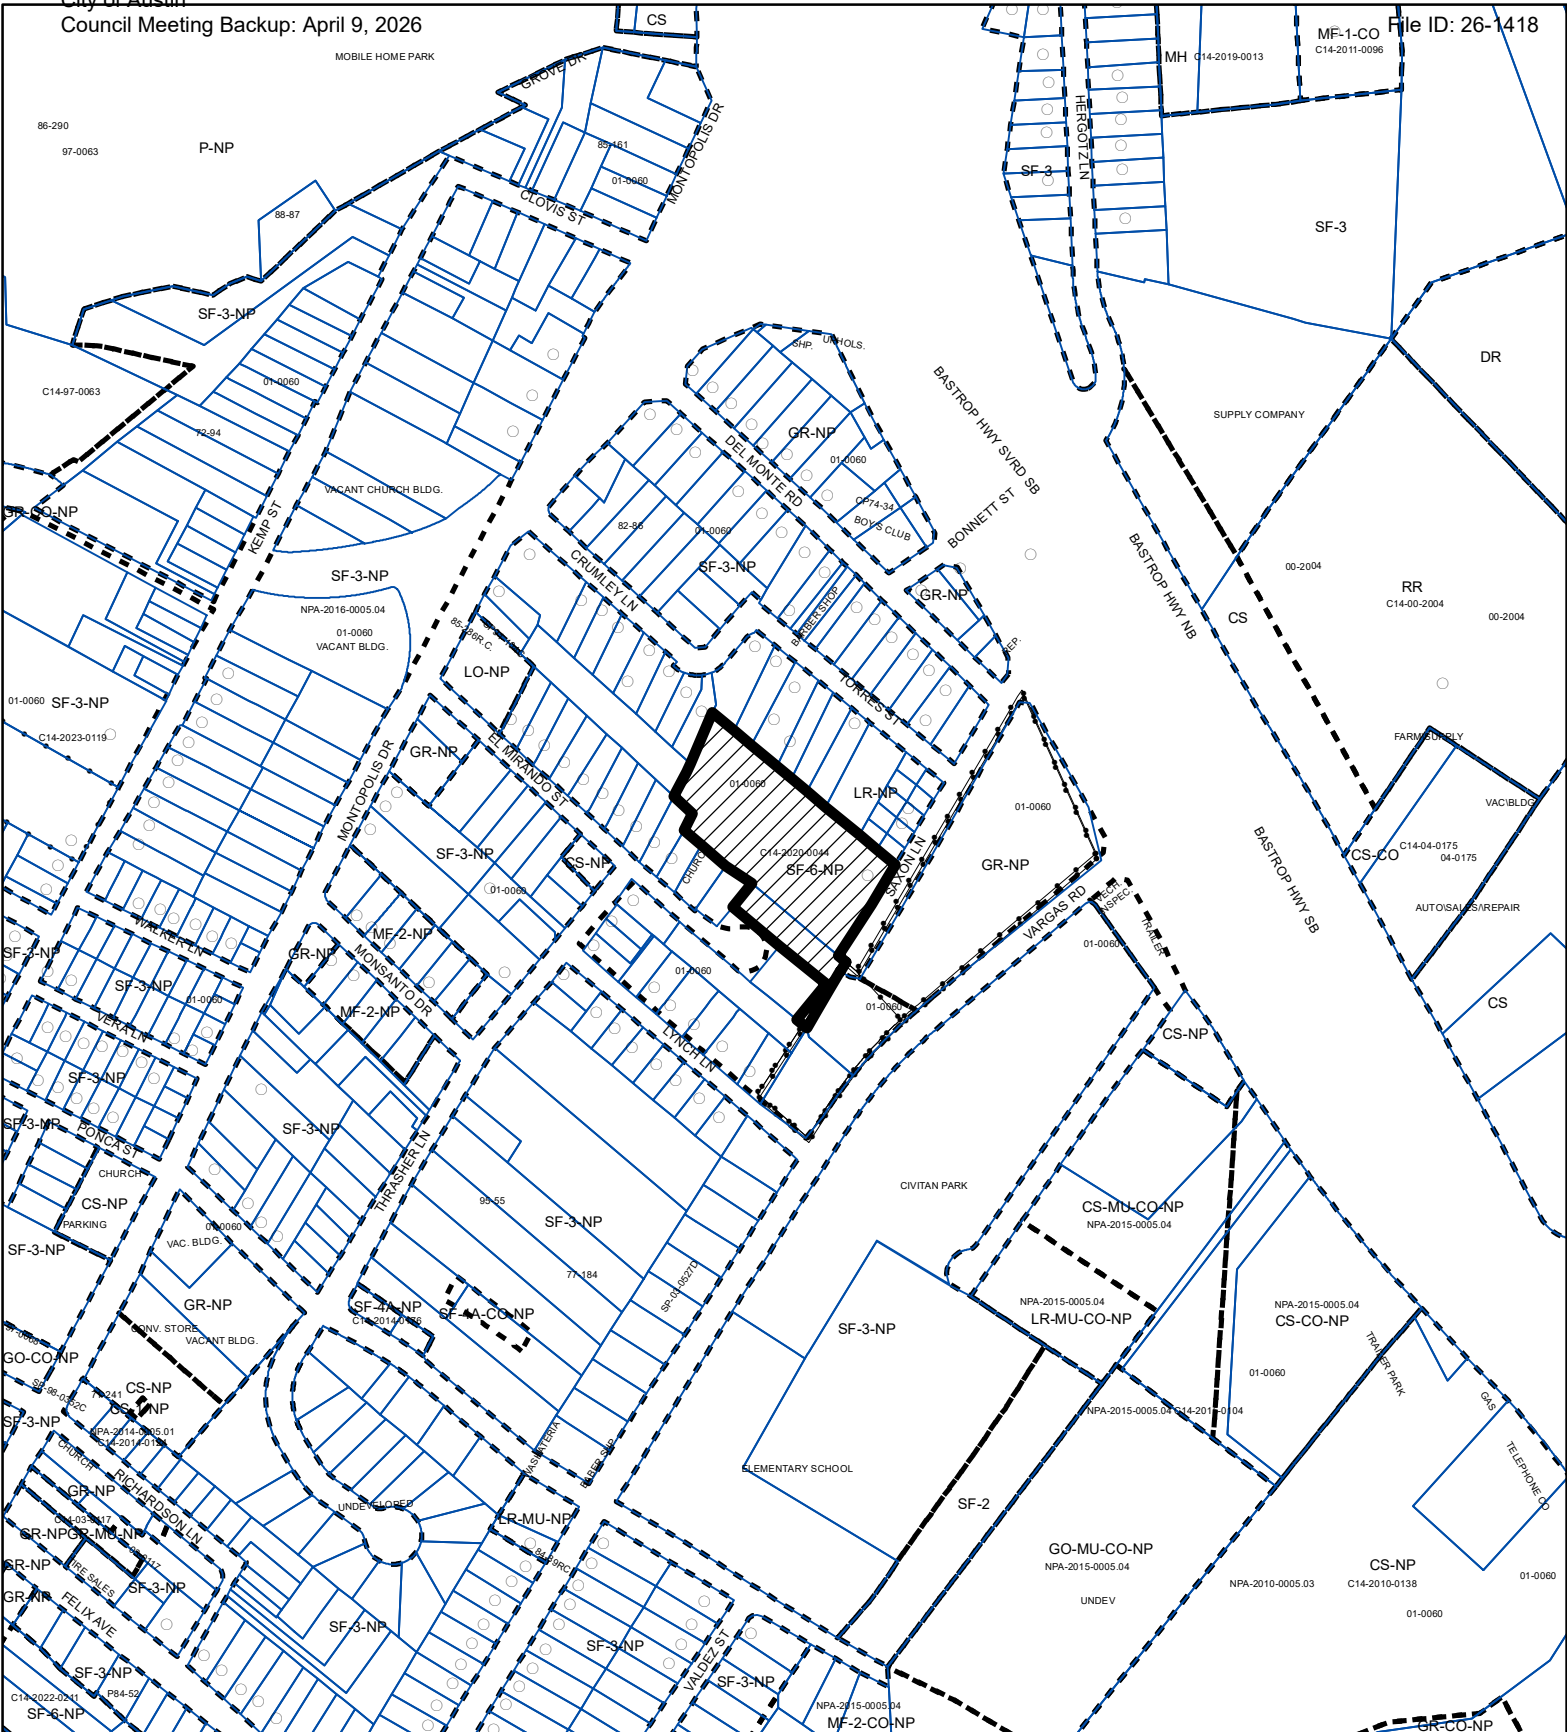 City of Austin
Council Meeting Backup: April 9, 2026
File ID: 26-1418
CS
MOBILE HOME PARK
GROVE DR
MH
C14-2019-0013
MF-1-CO
C14-2011-0096
86-290
97-0063
P-NP
88-87
85-161
01-0060
MONTOPOLIS DR
CLOVIS ST
HERGOTZ LN
SF-3
SF-3
SF-3-NP
C14-97-0063
01-0060
72-94
VACANT CHURCH BLDG.
GR-CO-NP
KEMP ST
SHP.
UPHOLS.
GR-NP
01-0060
DEL MONTE RD
CP74-34
BOY'S CLUB
BASTROP HWY SVRD SB
BONNETT ST
SUPPLY COMPANY
DR
82-86
01-0060
SF-3-NP
CRUMLEY LN
GR-NP
BARBER SHOP
REP.
BASTROP HWY NB
00-2004
RR
C14-00-2004
00-2004
CS
SF-3-NP
NPA-2016-0005.04
01-0060
VACANT BLDG.
LO-NP
TORRES ST
01-0060
SF-3-NP
C14-2023-0119
GR-NP
EL MIRANDO ST
MONTOPOLIS DR
01-0060
LR-NP
01-0060
GR-NP
C14-2020-0044
SF-6-NP
SAXON LN
CHURCH
FARM SUPPLY
VAC\BLDG
CS-CO
C14-04-0175
04-0175
BASTROP HWY SB
AUTO\SALES/\REPAIR
CS
SF-3-NP
CS-NP
01-0060
WALKER LN
MF-2-NP
GR-NP
MONSANTO DR
MF-2-NP
SF-3-NP
SF-3-NP
01-0060
VERA LN
SF-3-NP
SF-3-NP
PONCA ST
01-0060
LYNCH LN
01-0060
VARGAS RD
01-0060
TRAILER
CS-NP
SF-3-NP
THRASHER LN
CHURCH
CS-NP
PARKING
SF-3-NP
01-0060
VAC. BLDG.
95-55
SF-3-NP
77-184
SP-03-0527D
CIVITAN PARK
CS-MU-CO-NP
NPA-2015-0005.04
GR-NP
CONV. STORE
VACANT BLDG.
SF-4A-NP
SF-4A-CO-NP
SF-3-NP
NPA-2015-0005.04
LR-MU-CO-NP
NPA-2015-0005.04
CS-CO-NP
01-0060
TRAILER PARK
GAS
TELEPHONE CO
GO-CO-NP
SP-98-0352C
CS-NP
SF-3-NP
NPA-2014-0005.01
CHURCH
RICHARDSON LN
GR-NP
UNDEVELOPED
LR-MU-NP
ELEMENTARY SCHOOL
NPA-2015-0005.04
SF-2
GO-MU-CO-NP
NPA-2015-0005.04
UNDEV
NPA-2010-0005.03
CS-NP
C14-2010-0138
01-0060
01-0060
GR-NP
GR-MU-NP
GR-NP
TIRE SALES
SF-3-NP
GR-NP
FELIX AVE
SF-3-NP
SF-3-NP
VALDEZ ST
SF-3-NP
SF-3-NP
P84-52
C14-2022-0211
SF-6-NP
NPA-2015-0005.04
MF-2-CO-NP
GR-CO-NP